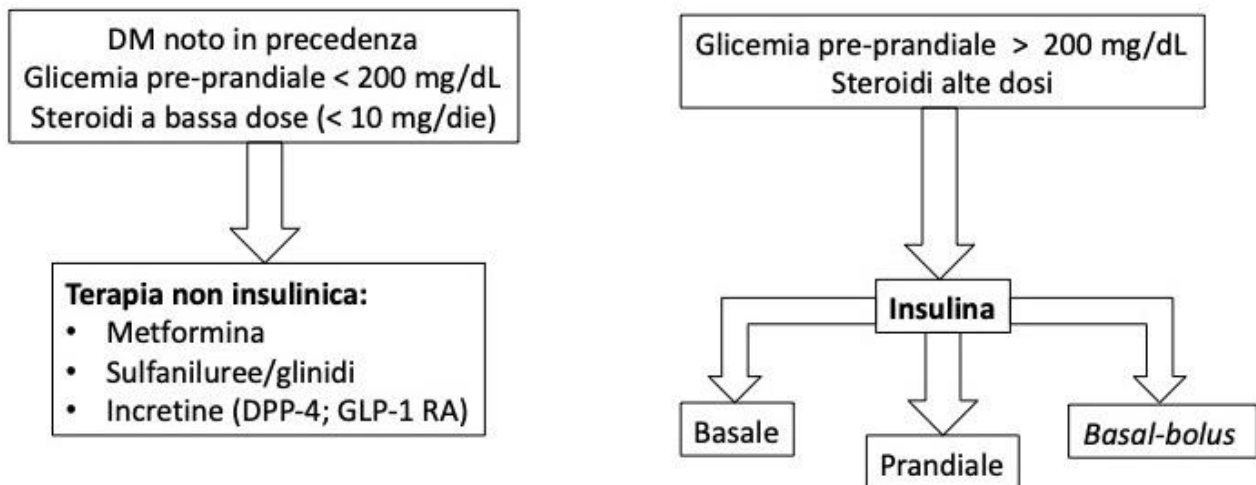 DM noto in precedenza
Glicemia pre-prandiale < 200 mg/dL
Steroidi a bassa dose (< 10 mg/die)
Terapia non insulinica:
• Metformina
• Sulfaniluree/glinidi
• Incretine (DPP-4; GLP-1 RA)
Glicemia pre-prandiale > 200 mg/dL
Steroidi alte dosi
Insulina
Basale
Prandiale
Basal-bolus